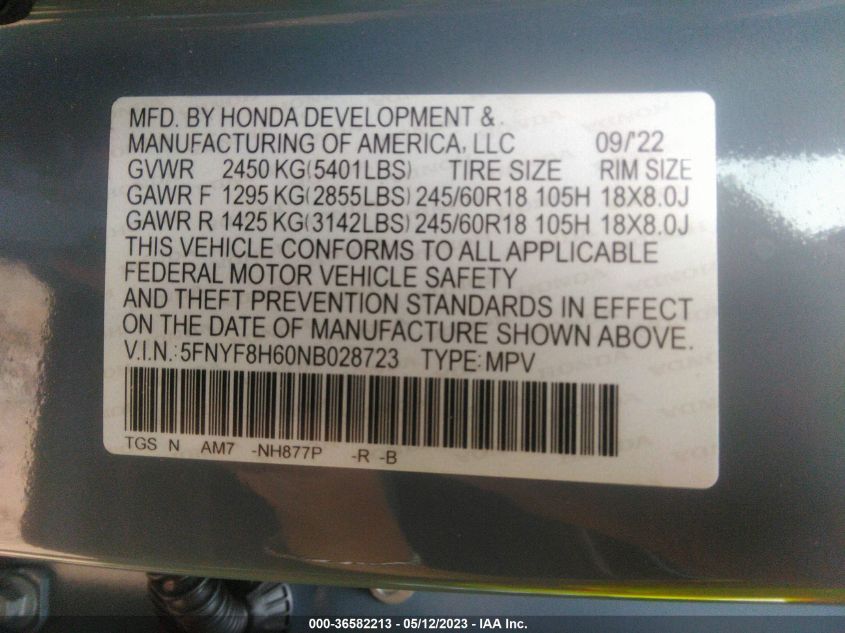 MFD. BY HONDA DEVELOPMENT &
MANUFACTURING OF AMERICA, LLC 09/'22
GVWR 2450 KG(5401LBS) TIRE SIZE RIM SIZE
GAWR F 1295 KG(2855LBS) 245/60R18 105H 18X8.0J
GAWR R 1425 KG(3142LBS) 245/60R18 105H 18X8.0J
THIS VEHICLE CONFORMS TO ALL APPLICABLE
FEDERAL MOTOR VEHICLE SAFETY
AND THEFT PREVENTION STANDARDS IN EFFECT
ON THE DATE OF MANUFACTURE SHOWN ABOVE.
V.I.N.: 5FNYF8H60NB028723 TYPE: MPV
TGS N AM7 -NH877P -R -B
000-36582213 - 05/12/2023 - IAA Inc.